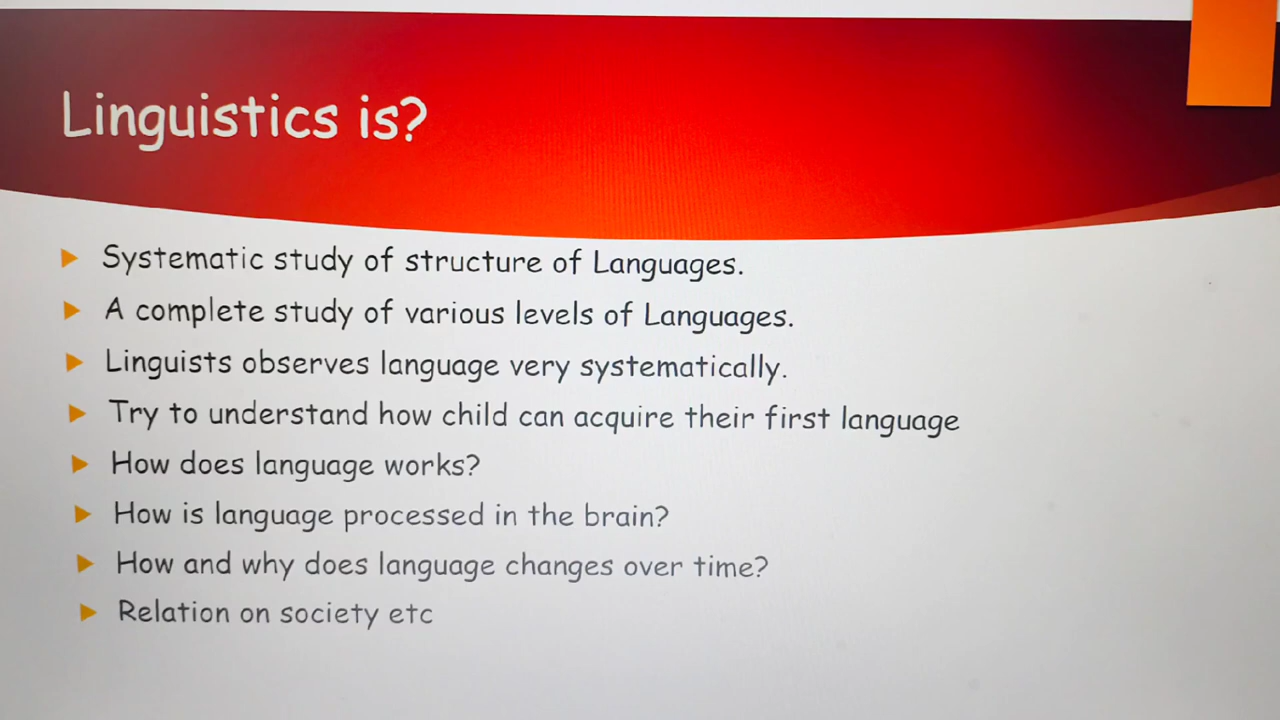 Linguistics is?
Systematic study of structure of Languages.
A complete study of various levels of Languages.
Linguists observes language very systematically.
Try to understand how child can acquire their first language
How does language works?
How is language processed in the brain?
How and why does language changes over time?
Relation on society etc